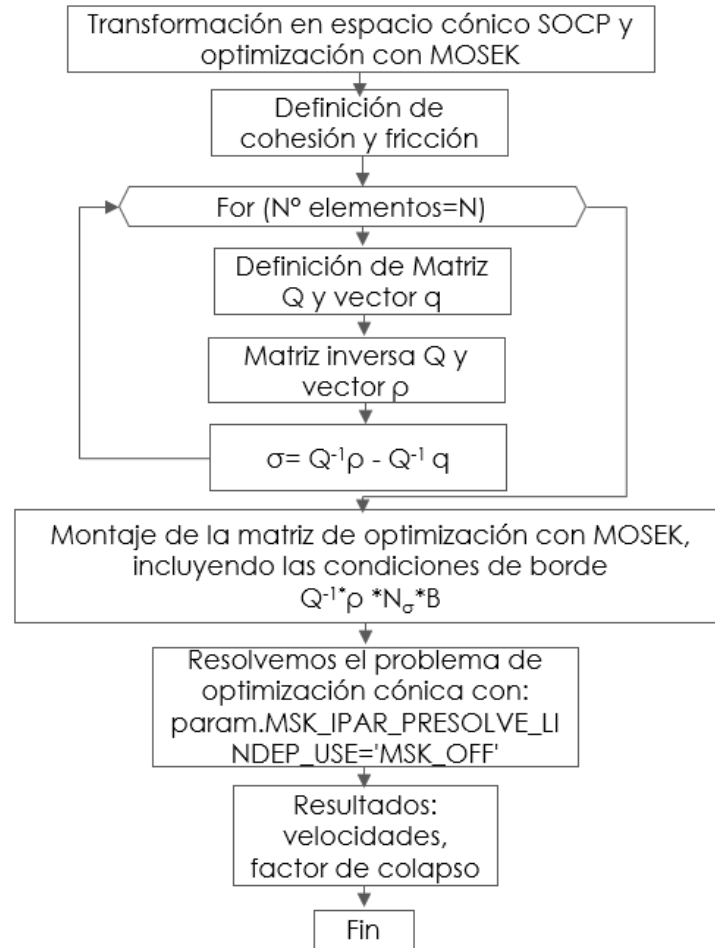 Transformación en espacio cónico SOCP y
optimización con MOSEK
Definición de
cohesión y fricción
For (N° elementos=N)
Definición de Matriz
Q y vector q
Matriz inversa Q y
vector ρ
σ= Q⁻¹ρ - Q⁻¹ q
Montaje de la matriz de optimización con MOSEK,
incluyendo las condiciones de borde
Q⁻¹*ρ *Nσ*B
Resolvemos el problema de
optimización cónica con:
param.MSK_IPAR_PRESOLVE_LI
NDEP_USE='MSK_OFF'
Resultados:
velocidades,
factor de colapso
Fin